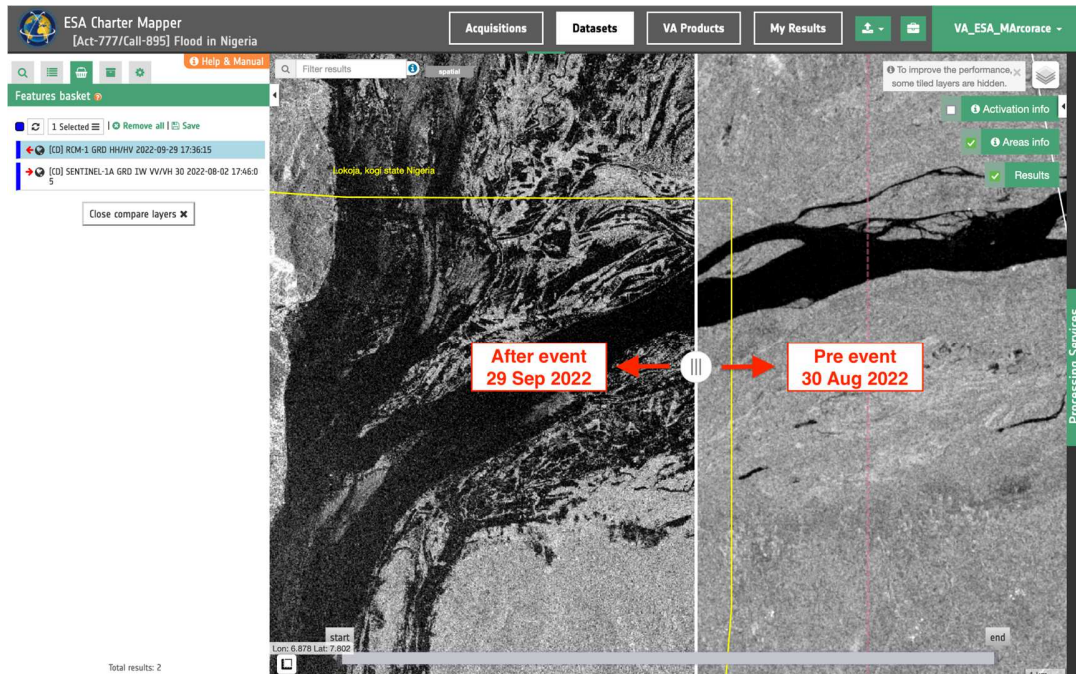 ESA Charter Mapper
[Act-777/Call-895] Flood in Nigeria
Acquisitions
Datasets
VA Products
My Results
VA_ESA_MArcorace
Help & Manual
Features basket
1 Selected
Remove all | Save
[CD] RCM-1 GRD HH/HV 2022-09-29 17:36:15
[CD] SENTINEL-1A GRD IW VV/VH 30 2022-08-02 17:46:0
5
Close compare layers ✖
Total results: 2
Filter results
spatial
To improve the performance,
some tiled layers are hidden.
Activation info
Areas info
Results
Lokoja, kogi state Nigeria
After event
29 Sep 2022
Pre event
30 Aug 2022
Processing Services
start
end
Lon: 6.878 Lat: 7.802